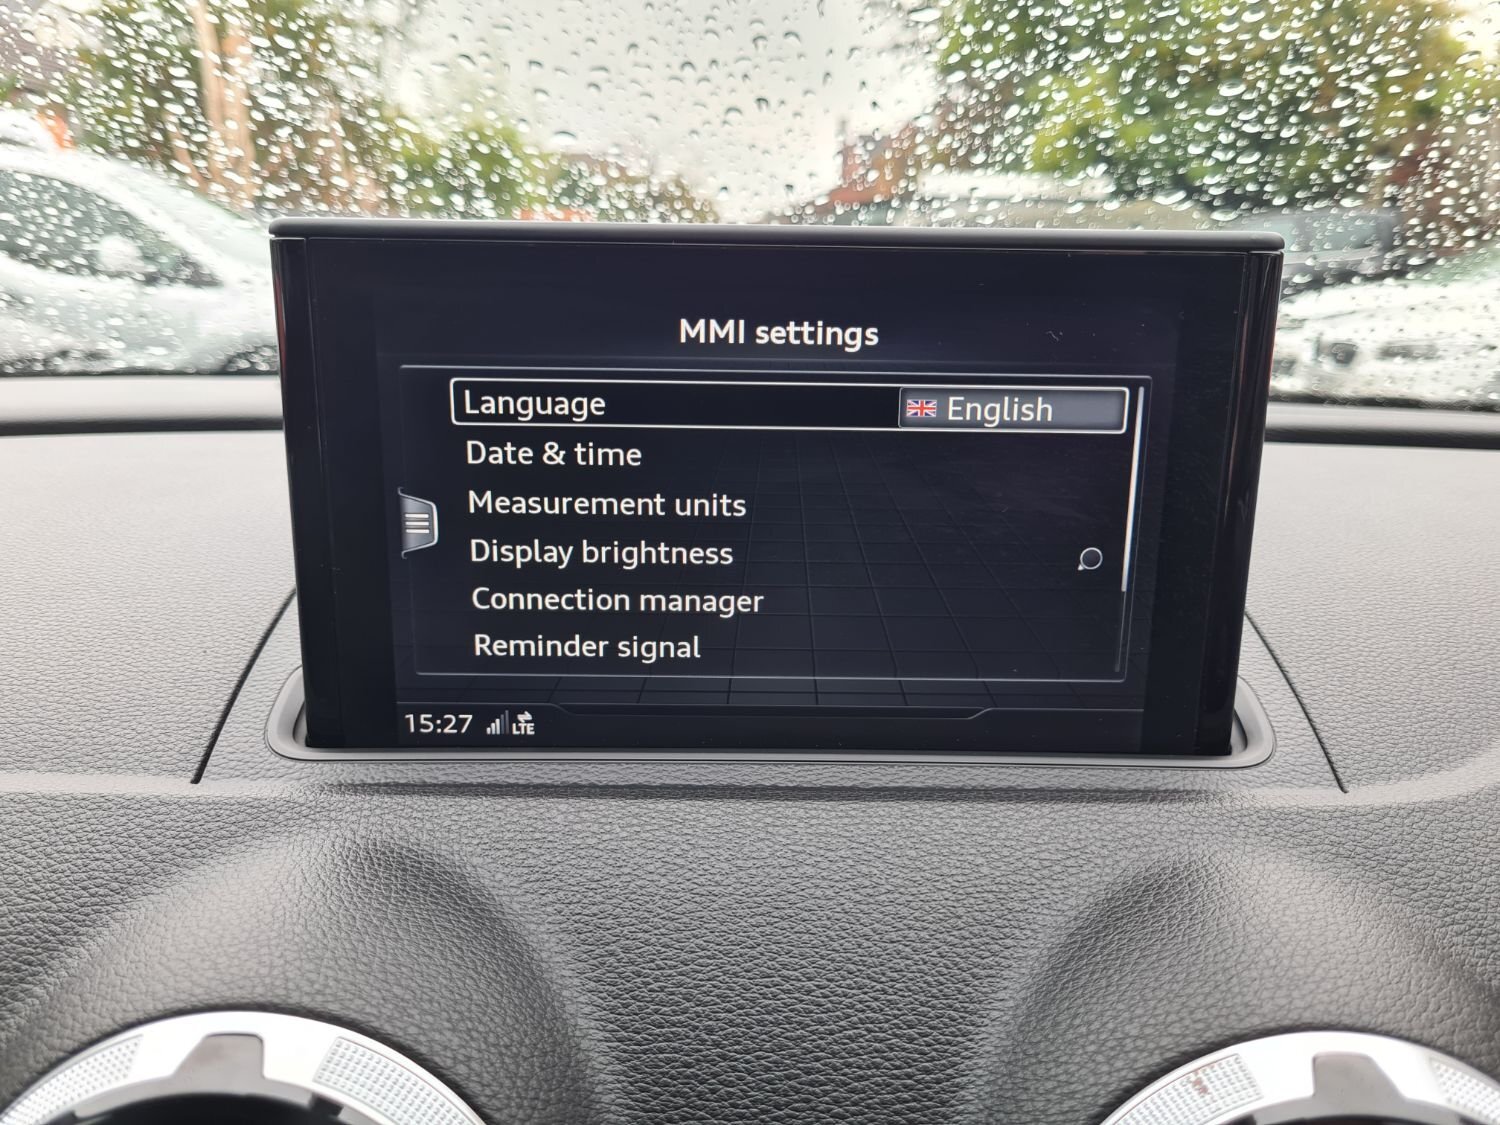 MMI settings
Language English
Date & time
Measurement units
Display brightness
Connection manager
Reminder signal
15:27 LTE